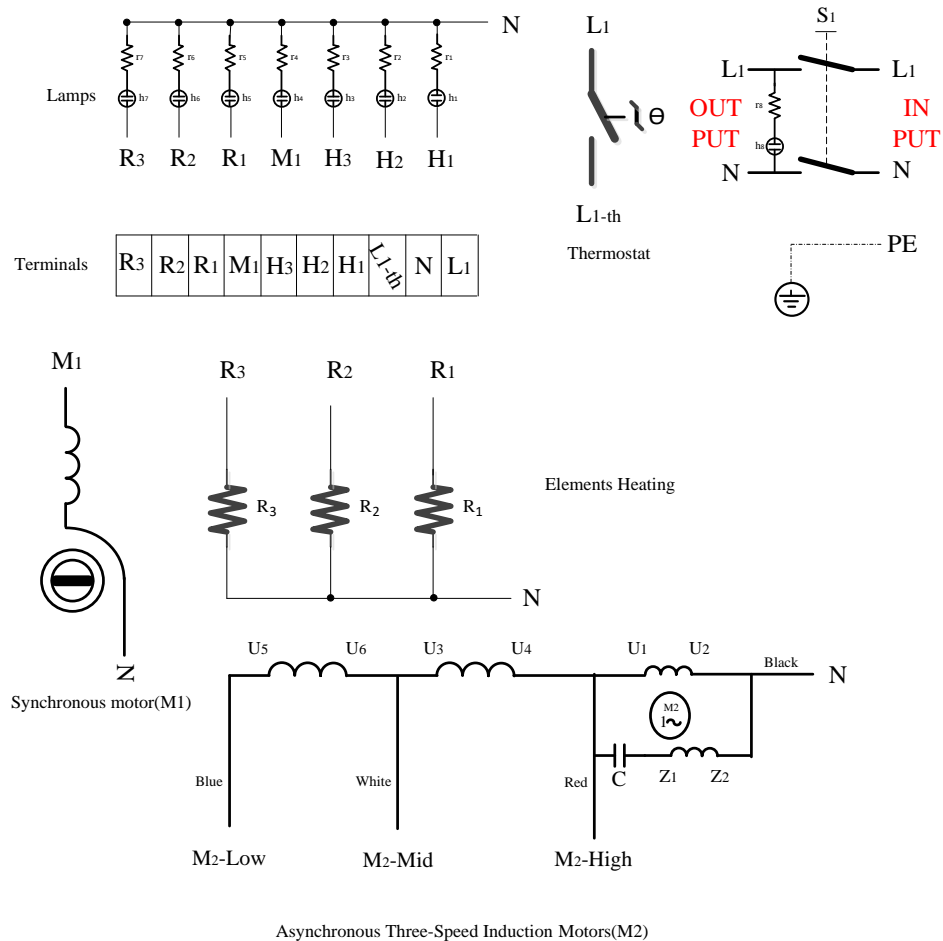 N
r7 r6 r5 r4 r3 r2 r1
Lamps h7 h6 h5 h4 h3 h2 h1
R3 R2 R1 M1 H3 H2 H1
L1
Θ
L1-th
Thermostat
S1
L1 L1
r8
OUT PUT
IN PUT
h8
N N
PE
Terminals R3 R2 R1 M1 H3 H2 H1 L1-th N L1
M1
N
Synchronous motor(M1)
R3 R2 R1
R3 R2 R1
Elements Heating
N
U5 U6 U3 U4 U1 U2
Black N
M2
1~
Blue White Red
C Z1 Z2
M2-Low M2-Mid M2-High
Asynchronous Three-Speed Induction Motors(M2)